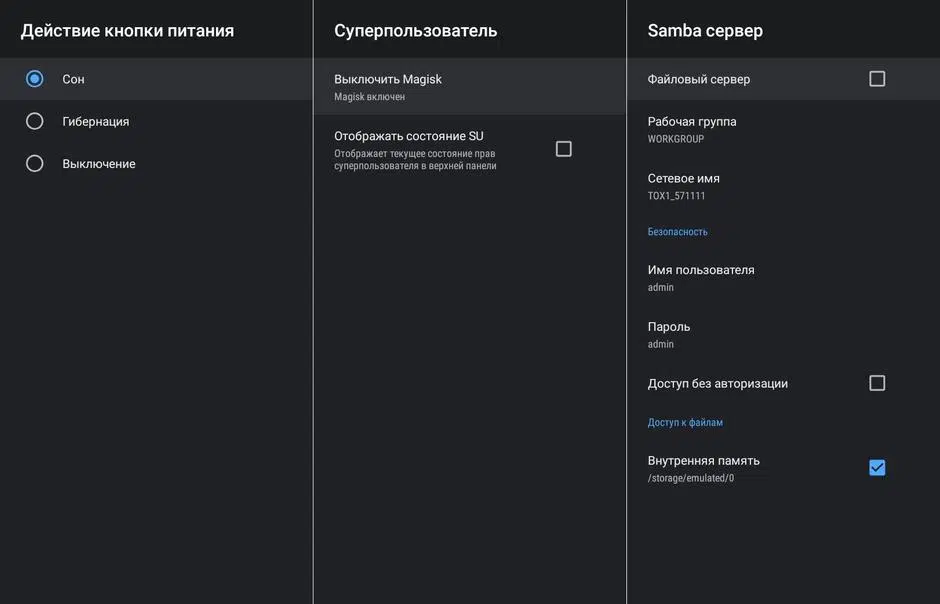 Действие кнопки питания
Сон
Гибернация
Выключение
Суперпользователь
Выключить Magisk
Magisk включен
Отображать состояние SU
Отображает текущее состояние прав
суперпользователя в верхней панели
Samba сервер
Файловый сервер
Рабочая группа
WORKGROUP
Сетевое имя
TOX1_571111
Безопасность
Имя пользователя
admin
Пароль
admin
Доступ без авторизации
Доступ к файлам
Внутренняя память
/storage/emulated/0